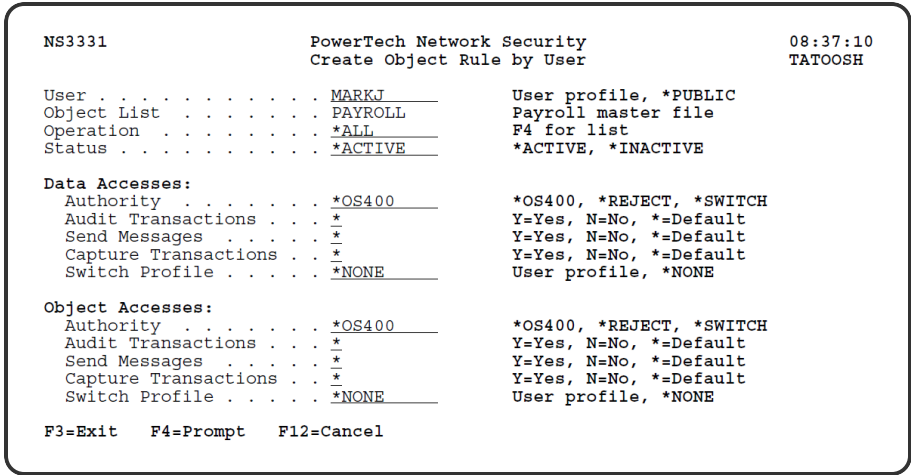 NS3331 PowerTech Network Security 08:37:10
Create Object Rule by User TATOOSH
User . . . . . . . . . . . MARKJ User profile, *PUBLIC
Object List . . . . . . . PAYROLL Payroll master file
Operation . . . . . . . . *ALL F4 for list
Status . . . . . . . . . . *ACTIVE *ACTIVE, *INACTIVE
Data Accesses:
Authority . . . . . . . *OS400 *OS400, *REJECT, *SWITCH
Audit Transactions . . . * Y=Yes, N=No, *=Default
Send Messages . . . . . * Y=Yes, N=No, *=Default
Capture Transactions . . * Y=Yes, N=No, *=Default
Switch Profile . . . . . *NONE User profile, *NONE
Object Accesses:
Authority . . . . . . . *OS400 *OS400, *REJECT, *SWITCH
Audit Transactions . . . * Y=Yes, N=No, *=Default
Send Messages . . . . . * Y=Yes, N=No, *=Default
Capture Transactions . . * Y=Yes, N=No, *=Default
Switch Profile . . . . . *NONE User profile, *NONE
F3=Exit F4=Prompt F12=Cancel